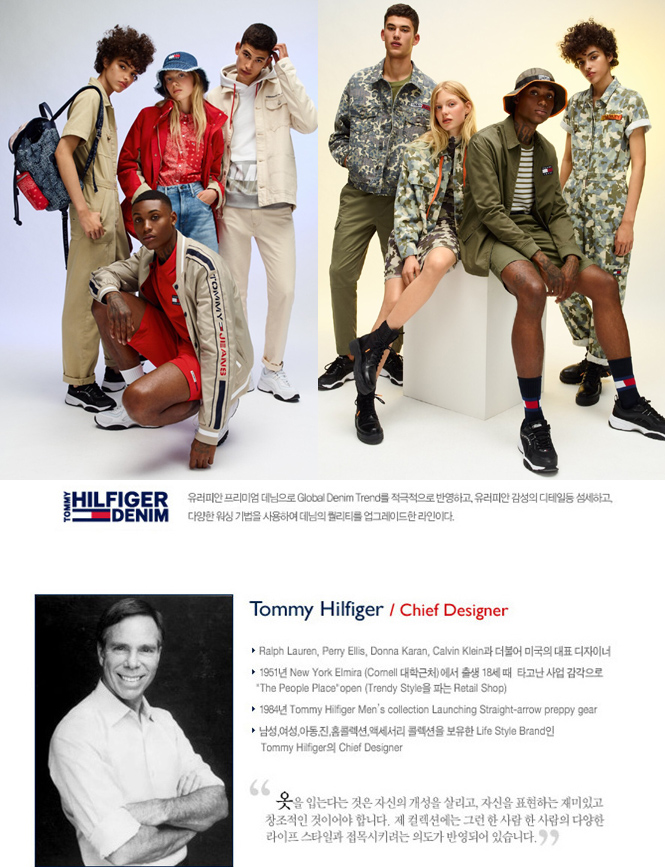 TOMMY JEANS
TOMMY
HILFIGER
DENIM
유러피안 프리미엄 데님으로 Global Denim Trend를 적극적으로 반영하고, 유러피안 감성의 디테일등 섬세하고,
다양한 워싱 기법을 사용하여 데님의 퀄리티를 업그레이드한 라인이다.
Tommy Hilfiger / Chief Designer
Ralph Lauren, Perry Ellis, Donna Karan, Calvin Klein과 더불어 미국의 대표 디자이너
1951년 New York Elmira (Cornell 대학근처) 에서 출생 18세 때 타고난 사업 감각으로
"The People Place"open (Trendy Style을 파는 Retail Shop)
1984년 Tommy Hilfiger Men's collection Launching Straight-arrow preppy gear
남성,여성,아동,진,홈콜렉션,액세서리 콜렉션을 보유한 Life Style Brand인
Tommy Hilfiger의 Chief Designer
“옷을 입는다는 것은 자신의 개성을 살리고, 자신을 표현하는 재미있고
창조적인 것이어야 합니다. 제 컬렉션에는 그런 한 사람 한 사람의 다양한
라이프 스타일과 접목시키려는 의도가 반영되어 있습니다.”